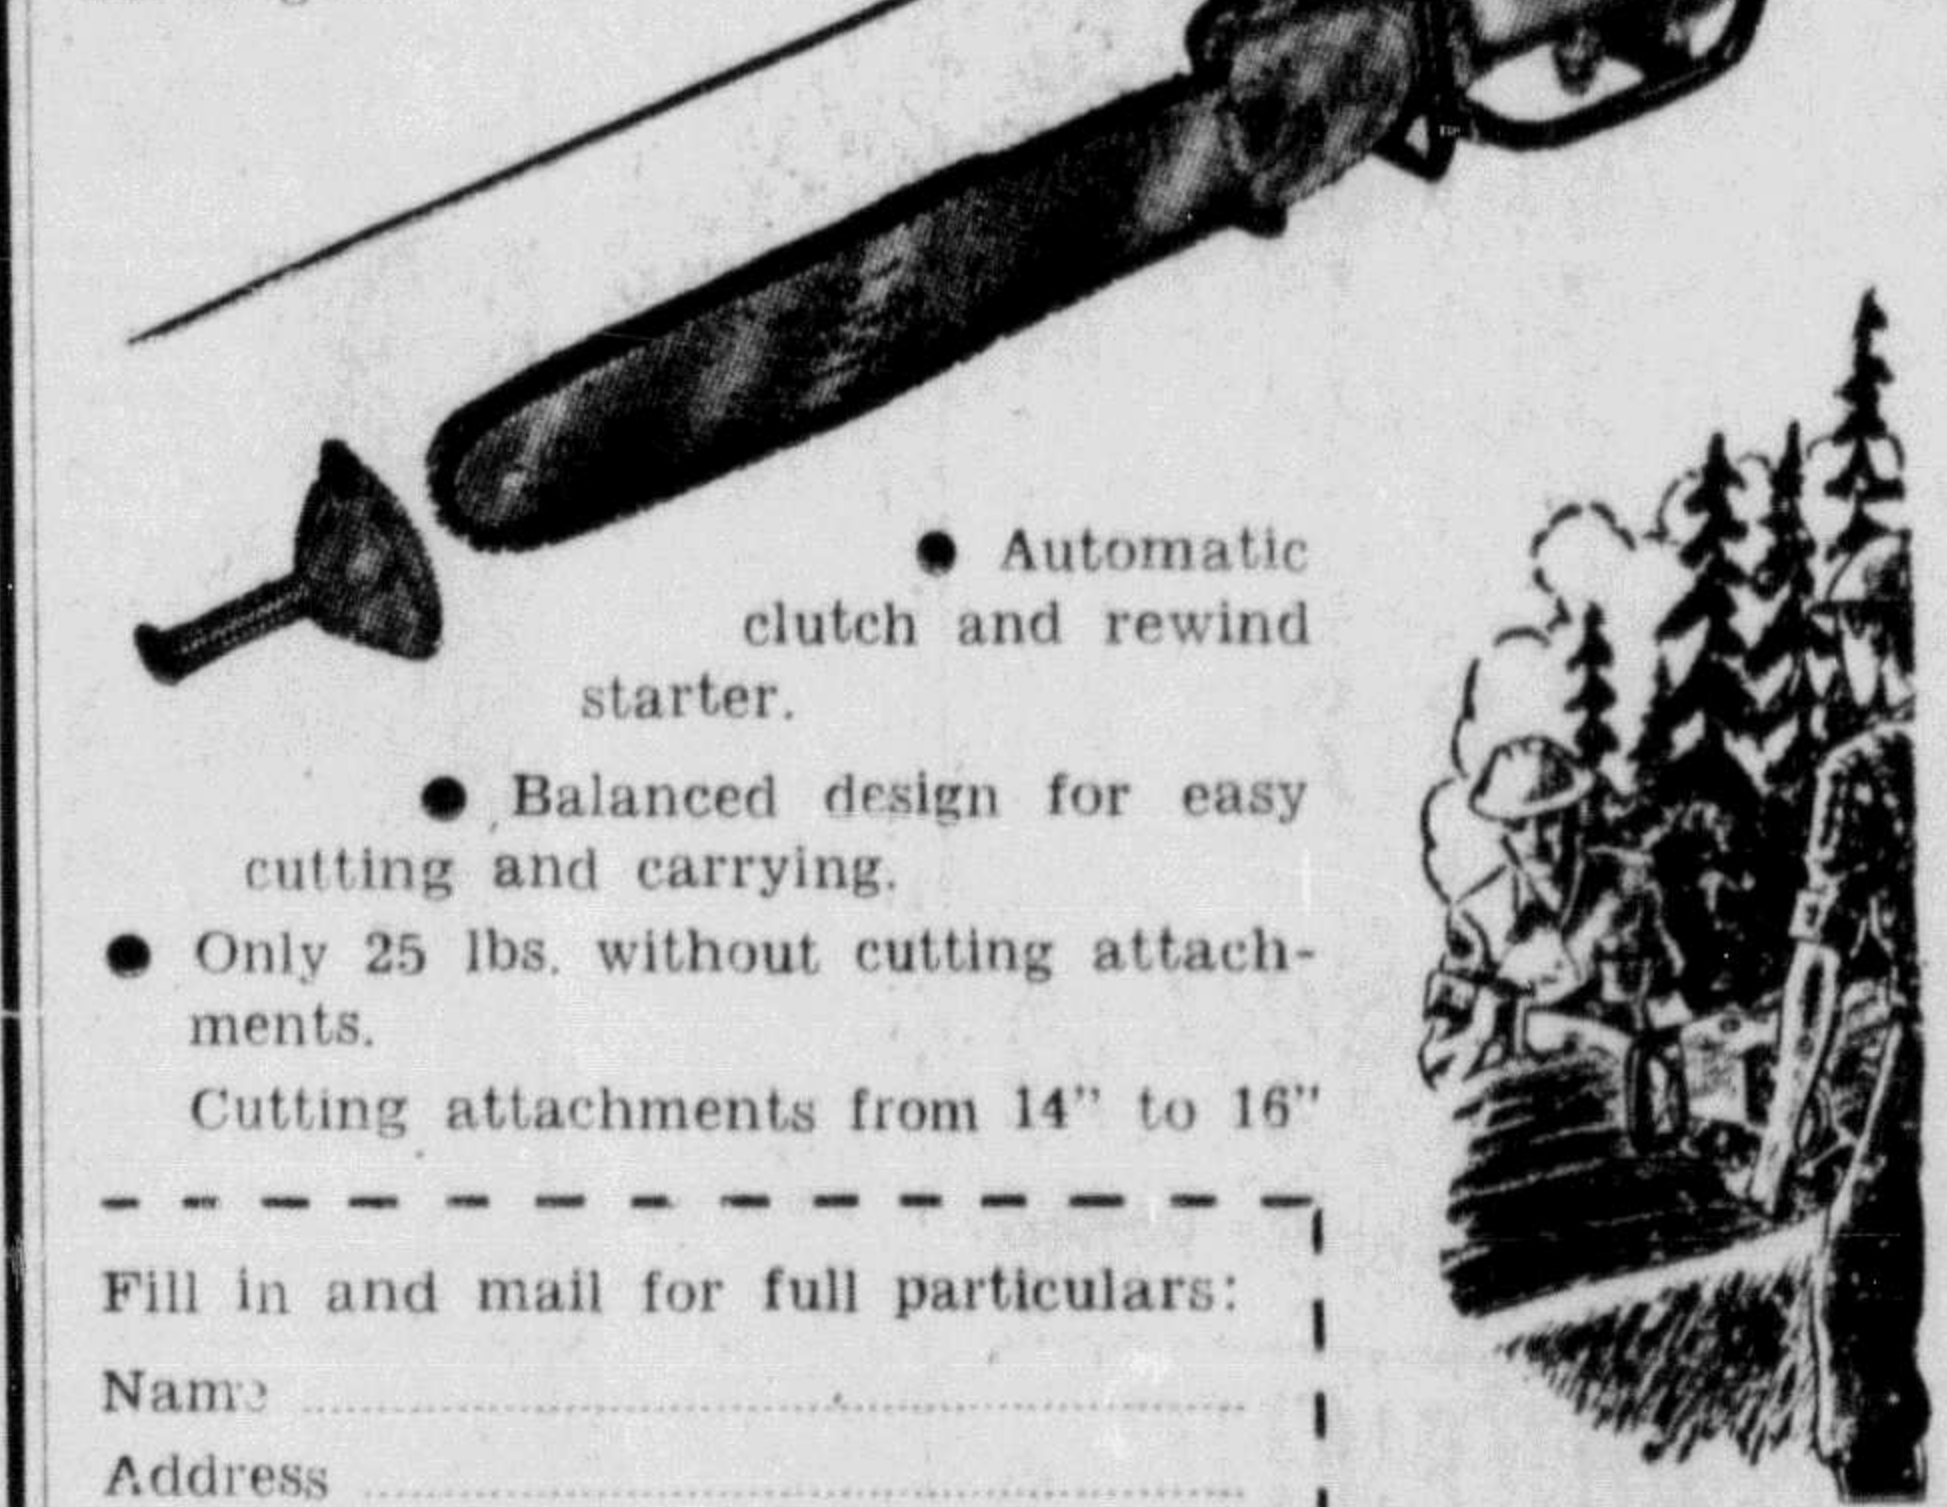 ● Automatic
clutch and rewind
starter.
● Balanced design for easy
cutting and carrying.
● Only 25 lbs. without cutting attach-
ments.
Cutting attachments from 14” to 16”
Fill in and mail for full particulars:
Name
Address